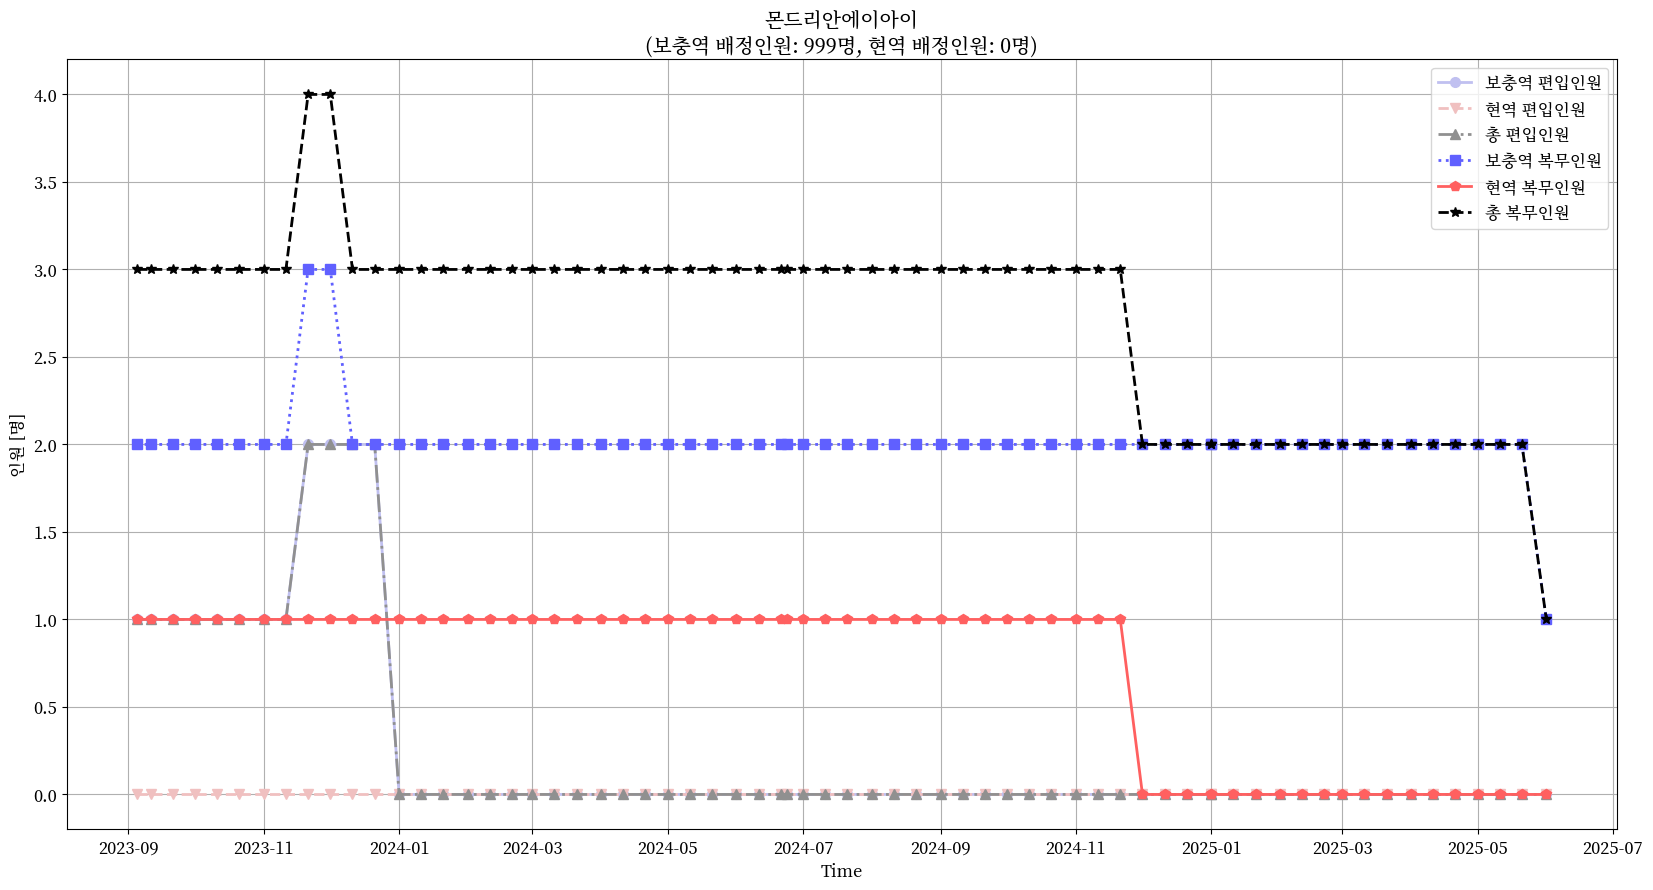 몬드리안에이아이
(보충역 배정인원: 999명, 현역 배정인원: 0명)
보충역 편입인원
현역 편입인원
총 편입인원
보충역 복무인원
현역 복무인원
총 복무인원
인원 [명]
4.0
3.5
3.0
2.5
2.0
1.5
1.0
0.5
0.0
2023-09 2023-11 2024-01 2024-03 2024-05 2024-07 2024-09 2024-11 2025-01 2025-03 2025-05 2025-07
Time